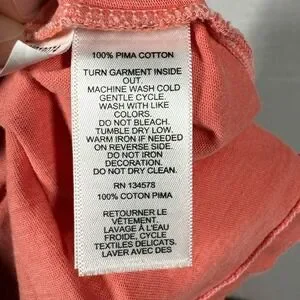 100% PIMA COTTON
TURN GARMENT INSIDE
OUT.
MACHINE WASH COLD
GENTLE CYCLE.
WASH WITH LIKE
COLORS.
DO NOT BLEACH.
TUMBLE DRY LOW.
WARM IRON IF NEEDED
ON REVERSE SIDE.
DO NOT IRON
DECORATION.
DO NOT DRY CLEAN.
RN 134578
100% COTON PIMA
RETOURNER LE
VÊTEMENT.
LAVAGE À L'EAU
FROIDE, CYCLE
TEXTILES DELICATS.
LAVER AVEC DES